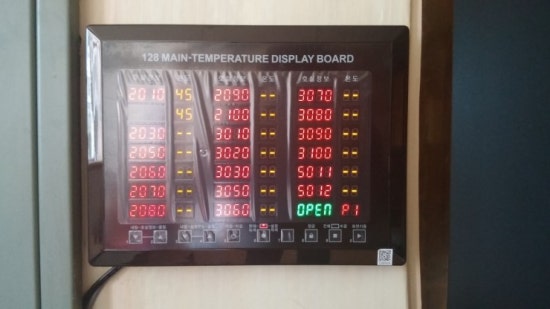 128 MAIN-TEMPERATURE DISPLAY BOARD
2010 45 2090 -- 3070 --
45 2100 -- 3080 --
2030 -- 3010 -- 3090 --
2050 -- 3020 -- 3100 --
2060 -- 3030 -- 5011 --
2070 -- 3050 -- 5012 --
2080 -- 3060 -- OPEN P1